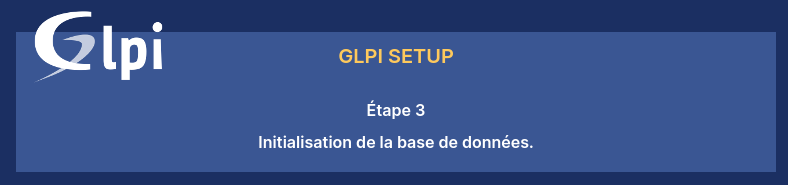 Glpi
GLPI SETUP
Étape 3
Initialisation de la base de données.